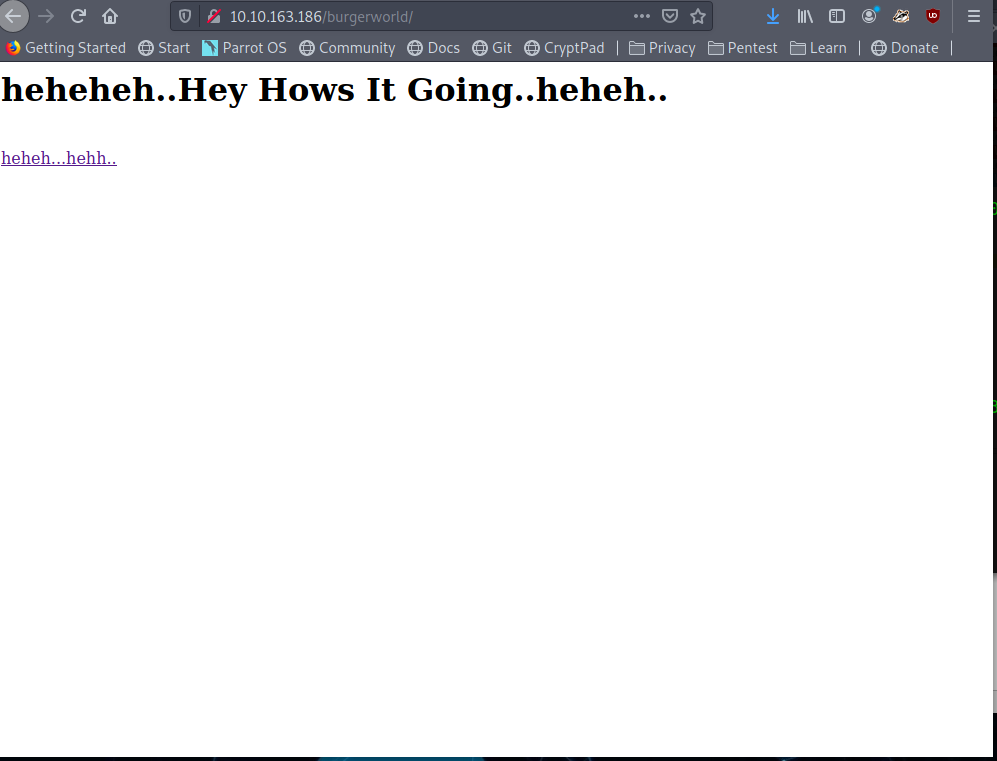 10.10.163.186/burgerworld/
Getting Started Start Parrot OS Community Docs Git CryptPad Privacy Pentest Learn Donate
heheheh..Hey Hows It Going..heheh..
heheh...hehh..